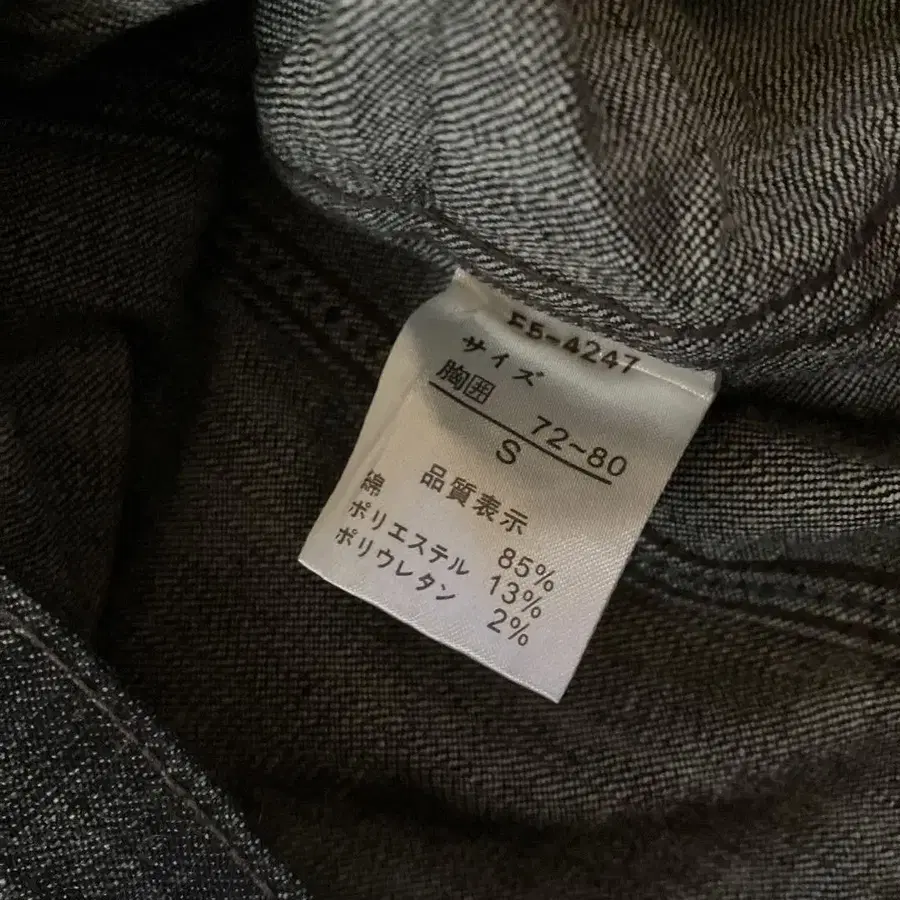 55-4247
サイズ
胸囲 72~80
S
品質表示
綿 85%
ポリエステル 13%
ポリウレタン 2%